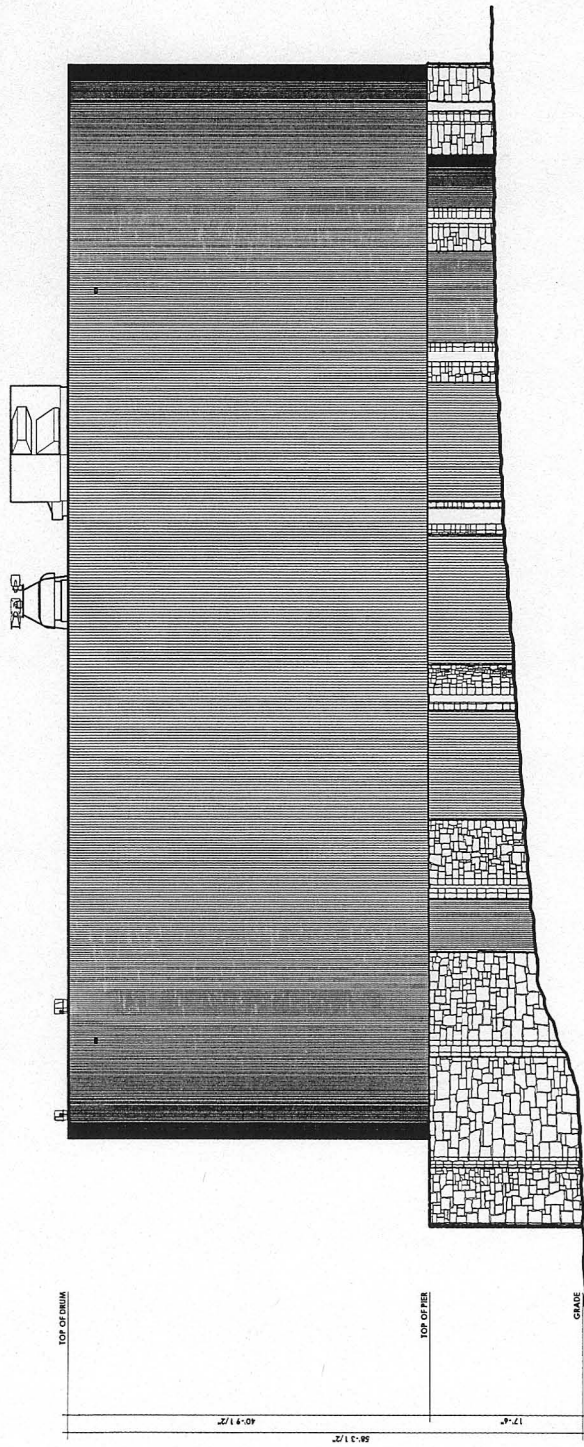 TOP OF DRUM
TOP OF PIER
GRADE
40'-9 1/2"
17'-6"
58'-3 1/2"